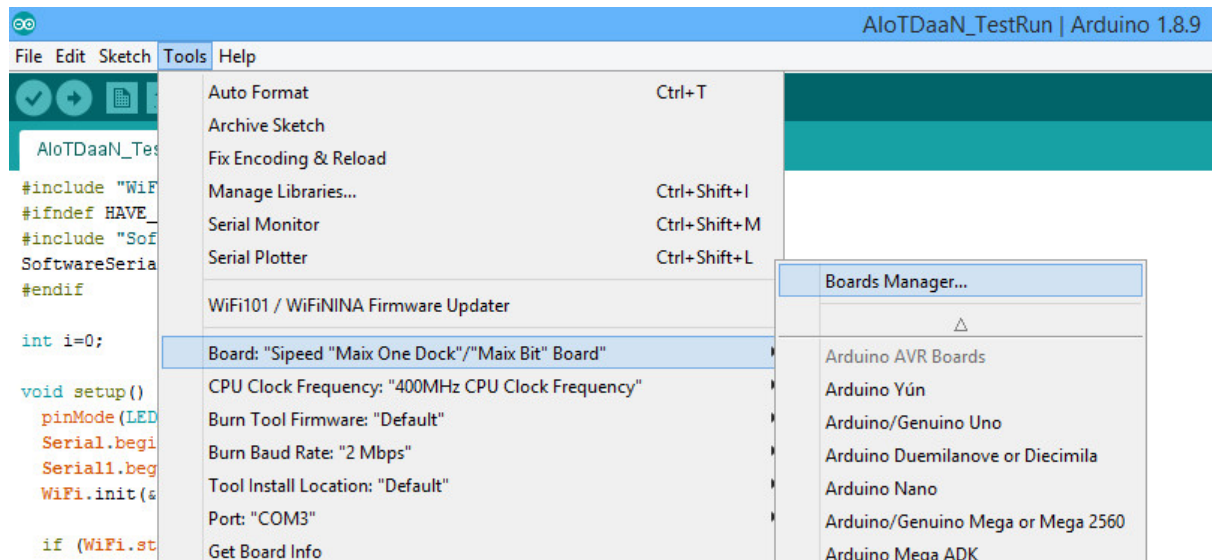 AIoTDaaN_TestRun | Arduino 1.8.9
File Edit Sketch Tools Help
Auto Format Ctrl+T
Archive Sketch
AIoTDaaN_Tes
Fix Encoding & Reload
#include "WiF
Manage Libraries... Ctrl+Shift+I
#ifndef HAVE_
Serial Monitor Ctrl+Shift+M
#include "Sof
SoftwareSeria
Serial Plotter Ctrl+Shift+L
#endif
Boards Manager...
WiFi101 / WiFiNINA Firmware Updater
int i=0;
Board: "Sipeed "Maix One Dock"/"Maix Bit" Board"
Arduino AVR Boards
CPU Clock Frequency: "400MHz CPU Clock Frequency"
Arduino Yún
void setup()
pinMode(LED
Burn Tool Firmware: "Default"
Arduino/Genuino Uno
Serial.begi
Burn Baud Rate: "2 Mbps"
Arduino Duemilanove or Diecimila
Serial1.beg
Tool Install Location: "Default"
Arduino Nano
WiFi.init(&
Port: "COM3"
Arduino/Genuino Mega or Mega 2560
if (WiFi.st
Get Board Info
Arduino Mega ADK